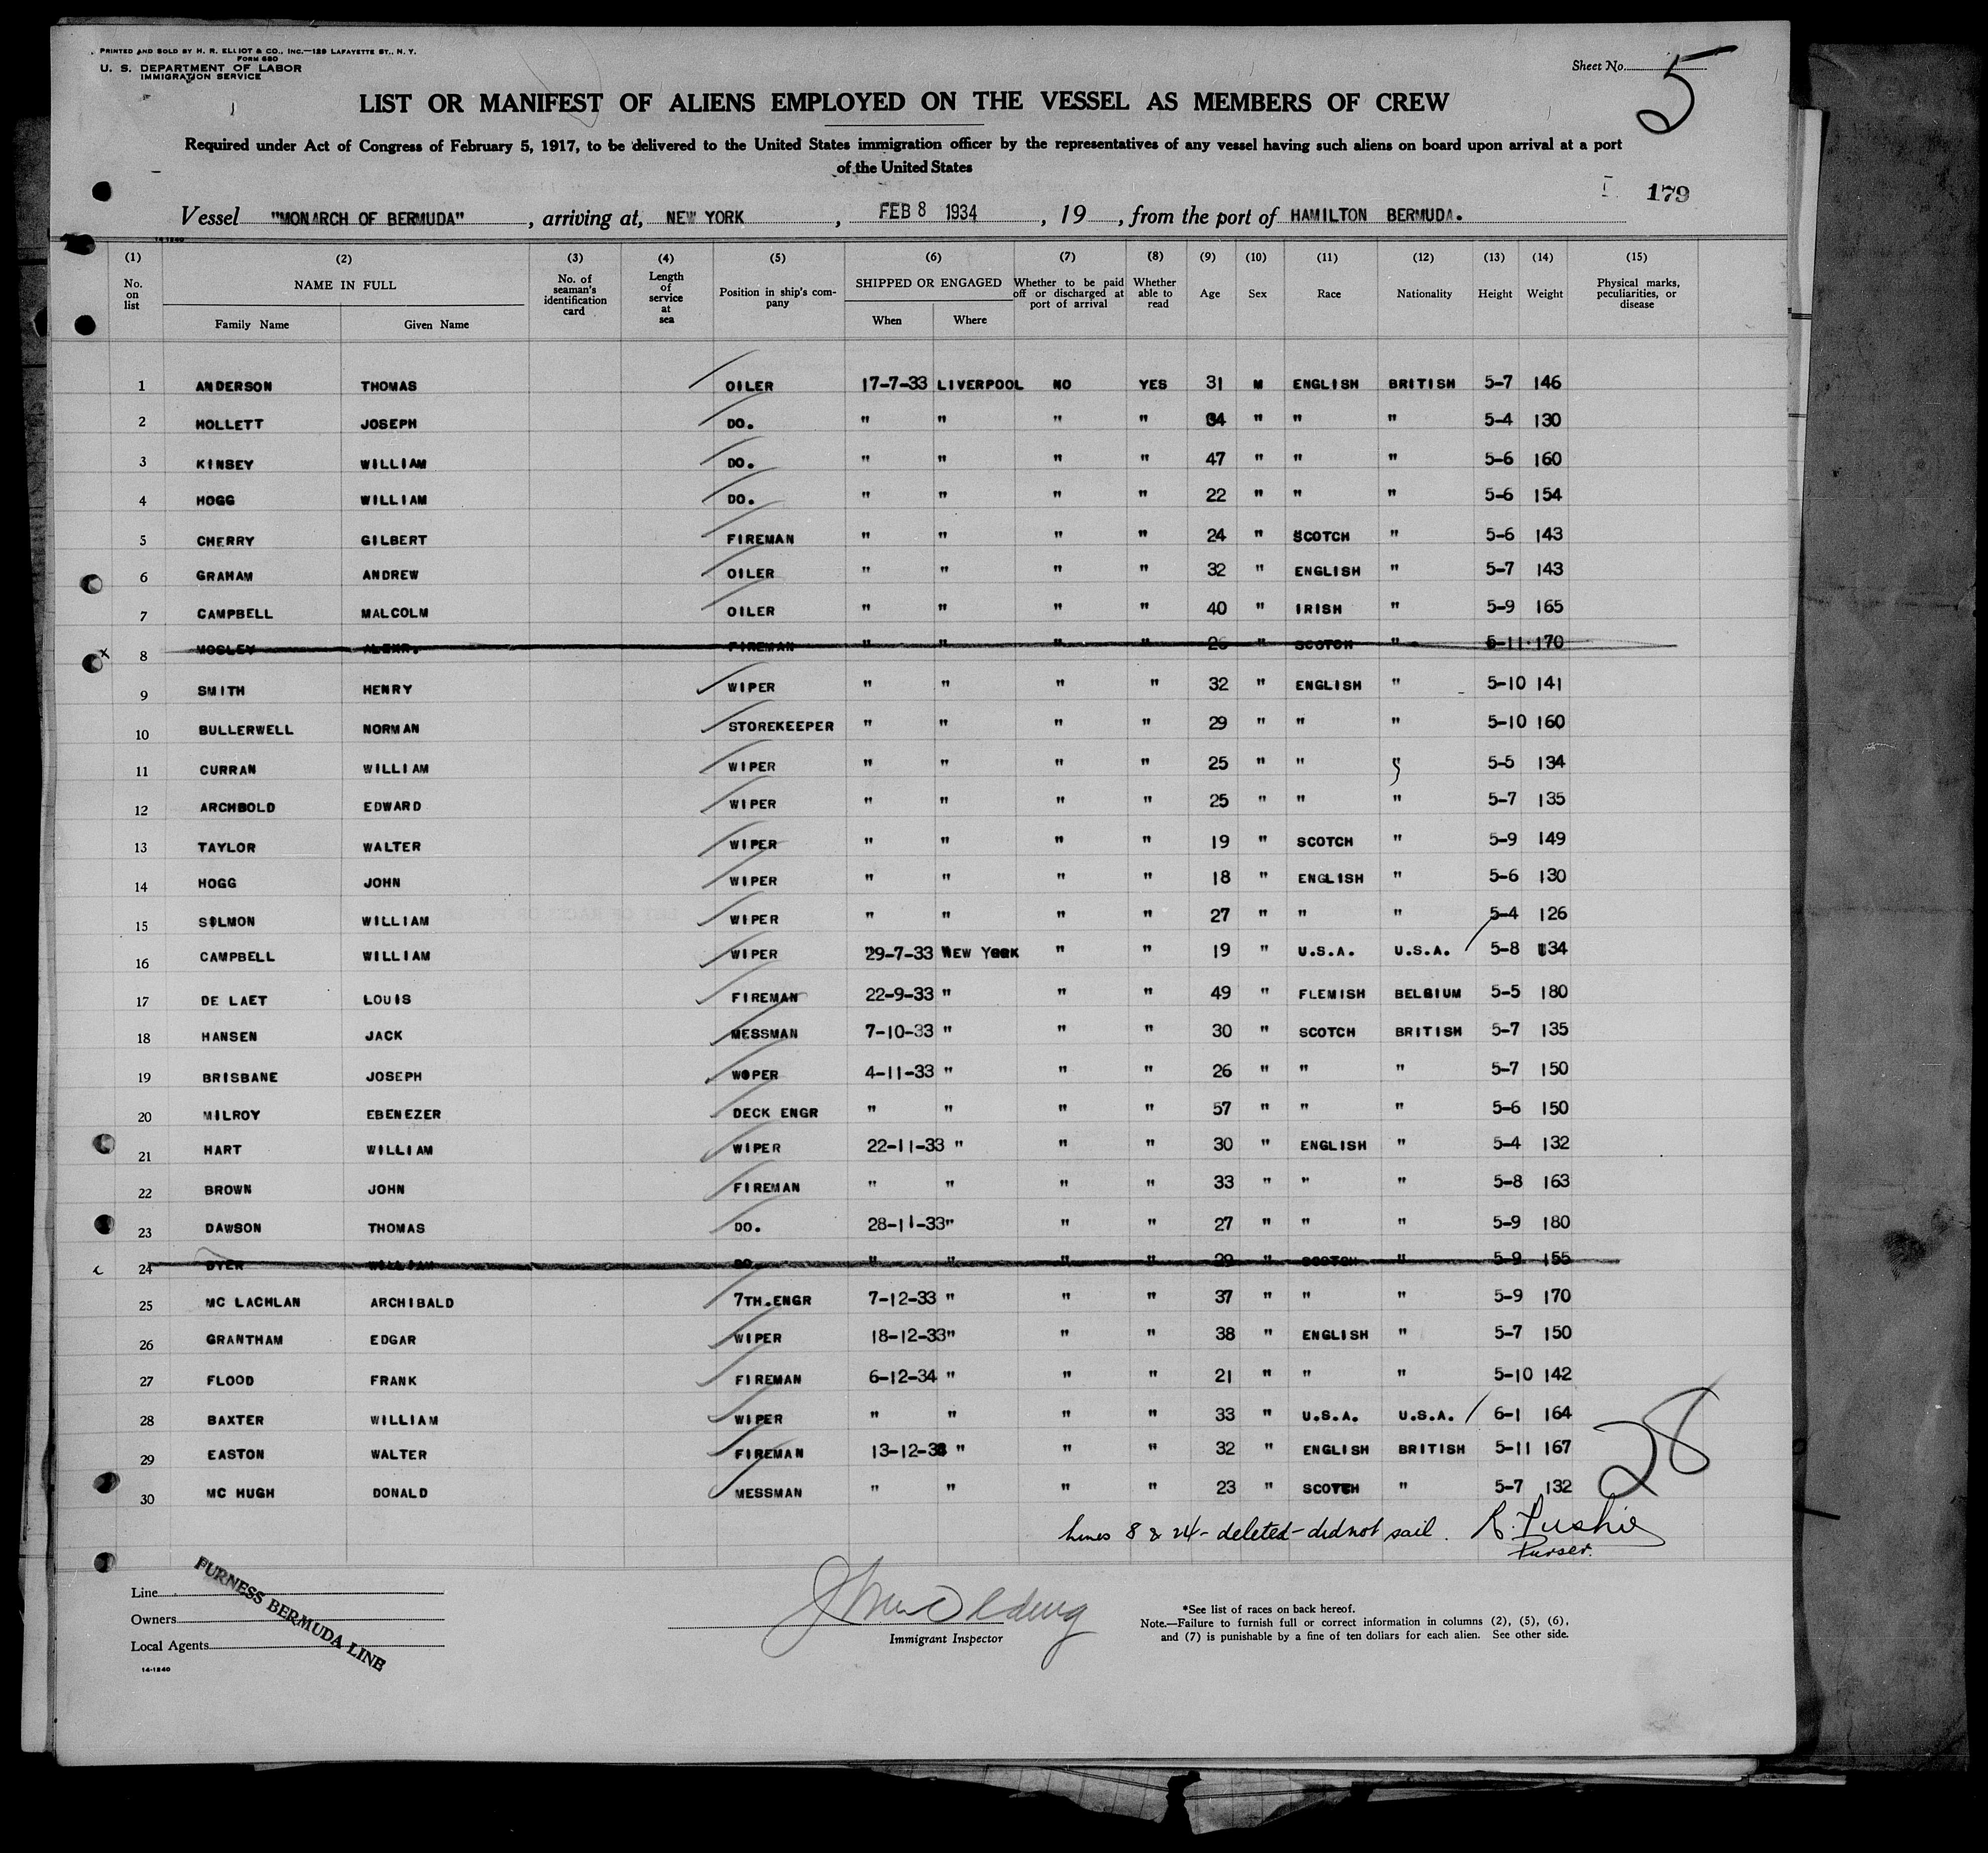 PRINTED AND SOLD BY H. R. ELLIOT & CO., INC.—129 LAFAYETTE ST., N. Y.
FORM 680
U. S. DEPARTMENT OF LABOR
IMMIGRATION SERVICE
Sheet No. 5
LIST OR MANIFEST OF ALIENS EMPLOYED ON THE VESSEL AS MEMBERS OF CREW
Required under Act of Congress of February 5, 1917, to be delivered to the United States immigration officer by the representatives of any vessel having such aliens on board upon arrival at a port
of the United States
179
Vessel "MONARCH OF BERMUDA", arriving at, NEW YORK, FEB 8 1934, 19, from the port of HAMILTON BERMUDA.
14-1240
(1) (2) (3) (4) (5) (6) (7) (8) (9) (10) (11) (12) (13) (14) (15)
No. on list NAME IN FULL Family Name Given Name No. of seaman's identification card Length of service at sea Position in ship's company SHIPPED OR ENGAGED When Where Whether to be paid off or discharged at port of arrival Whether able to read Age Sex Race Nationality Height Weight Physical marks, peculiarities, or disease
1 ANDERSON THOMAS OILER 17-7-33 LIVERPOOL NO YES 31 M ENGLISH BRITISH 5-7 146
2 HOLLETT JOSEPH DO. " " " " 34 " " " 5-4 130
3 KINSEY WILLIAM DO. " " " " 47 " " " 5-6 160
4 HOGG WILLIAM DO. " " " " 22 " " " 5-6 154
5 CHERRY GILBERT FIREMAN " " " " 24 " SCOTCH " 5-6 143
6 GRAHAM ANDREW OILER " " " " 32 " ENGLISH " 5-7 143
7 CAMPBELL MALCOLM OILER " " " " 40 " IRISH " 5-9 165
x 8 MOSLEY ALEXR. FIREMAN " " " " 26 " SCOTCH " 5-11 170
9 SMITH HENRY WIPER " " " " 32 " ENGLISH " 5-10 141
10 BULLERWELL NORMAN STOREKEEPER " " " " 29 " " " 5-10 160
11 CURRAN WILLIAM WIPER " " " " 25 " " " 5-5 134
12 ARCHBOLD EDWARD WIPER " " " " 25 " " " 5-7 135
13 TAYLOR WALTER WIPER " " " " 19 " SCOTCH " 5-9 149
14 HOGG JOHN WIPER " " " " 18 " ENGLISH " 5-6 130
15 SOLMON WILLIAM WIPER " " " " 27 " " " 5-4 126
16 CAMPBELL WILLIAM WIPER 29-7-33 NEW YORK " " 19 " U.S.A. U.S.A. 5-8 134
17 DE LAET LOUIS FIREMAN 22-9-33 " " " 49 " FLEMISH BELGIUM 5-5 180
18 HANSEN JACK MESSMAN 7-10-33 " " " 30 " SCOTCH BRITISH 5-7 135
19 BRISBANE JOSEPH WOPER 4-11-33 " " " 26 " " " 5-7 150
20 MILROY EBENEZER DECK ENGR " " " " 57 " " " 5-6 150
21 HART WILLIAM WIPER 22-11-33 " " " 30 " ENGLISH " 5-4 132
22 BROWN JOHN FIREMAN " " " " 33 " " " 5-8 163
23 DAWSON THOMAS DO. 28-11-33 " " " 27 " " " 5-9 180
24 DYER WILLIAM DO. " " " " 29 " SCOTCH " 5-9 155
25 MC LACHLAN ARCHIBALD 7TH.ENGR 7-12-33 " " " 37 " " " 5-9 170
26 GRANTHAM EDGAR WIPER 18-12-33 " " " 38 " ENGLISH " 5-7 150
27 FLOOD FRANK FIREMAN 6-12-34 " " " 21 " " " 5-10 142
28 BAXTER WILLIAM WIPER " " " " 33 " U.S.A. U.S.A. 6-1 164
29 EASTON WALTER FIREMAN 13-12-33 " " " 32 " ENGLISH BRITISH 5-11 167
30 MC HUGH DONALD MESSMAN " " " " 23 " SCOTCH " 5-7 132
28
Lines 8 & 24 - deleted - did not sail.
Purser.
Line
Owners
Local Agents
FURNESS BERMUDA LINE
14-1240
Immigrant Inspector
*See list of races on back hereof.
Note.—Failure to furnish full or correct information in columns (2), (5), (6),
and (7) is punishable by a fine of ten dollars for each alien. See other side.